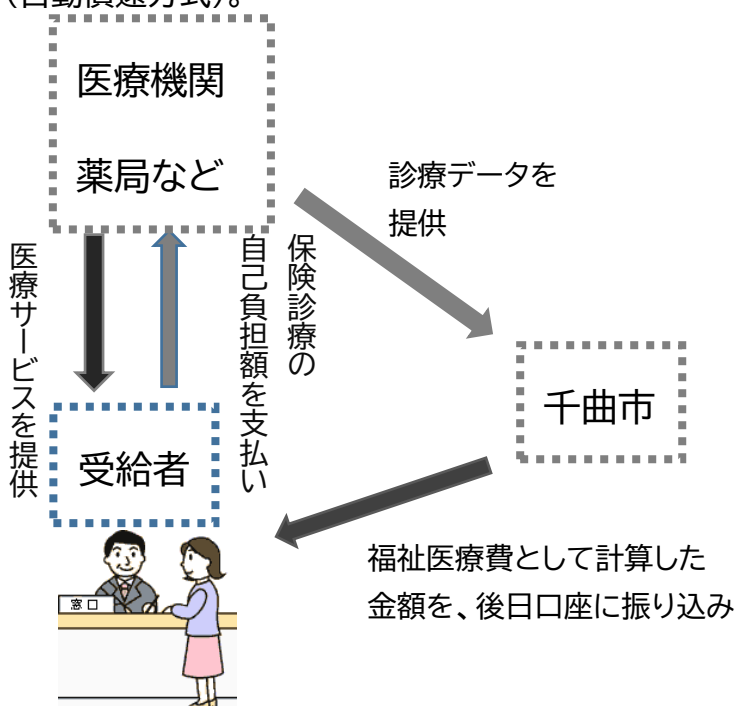 (自動償還方式)。
医療機関
薬局など
診療データを
提供
医療サービスを提供
保険診療の
自己負担額を支払い
千曲市
受給者
福祉医療費として計算した
金額を、後日口座に振り込み
窓口